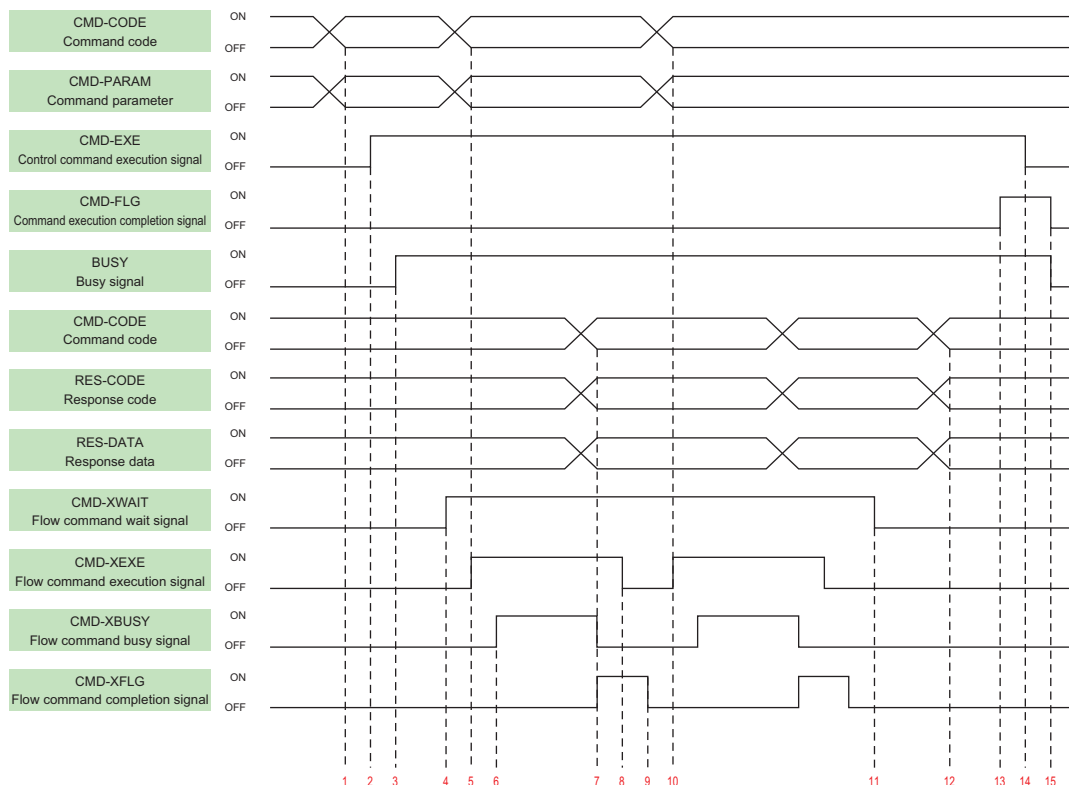 CMD-CODE
Command code
ON
OFF
CMD-PARAM
Command parameter
ON
OFF
CMD-EXE
Control command execution signal
ON
OFF
CMD-FLG
Command execution completion signal
ON
OFF
BUSY
Busy signal
ON
OFF
CMD-CODE
Command code
ON
OFF
RES-CODE
Response code
ON
OFF
RES-DATA
Response data
ON
OFF
CMD-XWAIT
Flow command wait signal
ON
OFF
CMD-XEXE
Flow command execution signal
ON
OFF
CMD-XBUSY
Flow command busy signal
ON
OFF
CMD-XFLG
Flow command completion signal
ON
OFF
1 2 3 4 5 6 7 8 9 10 11 12 13 14 15